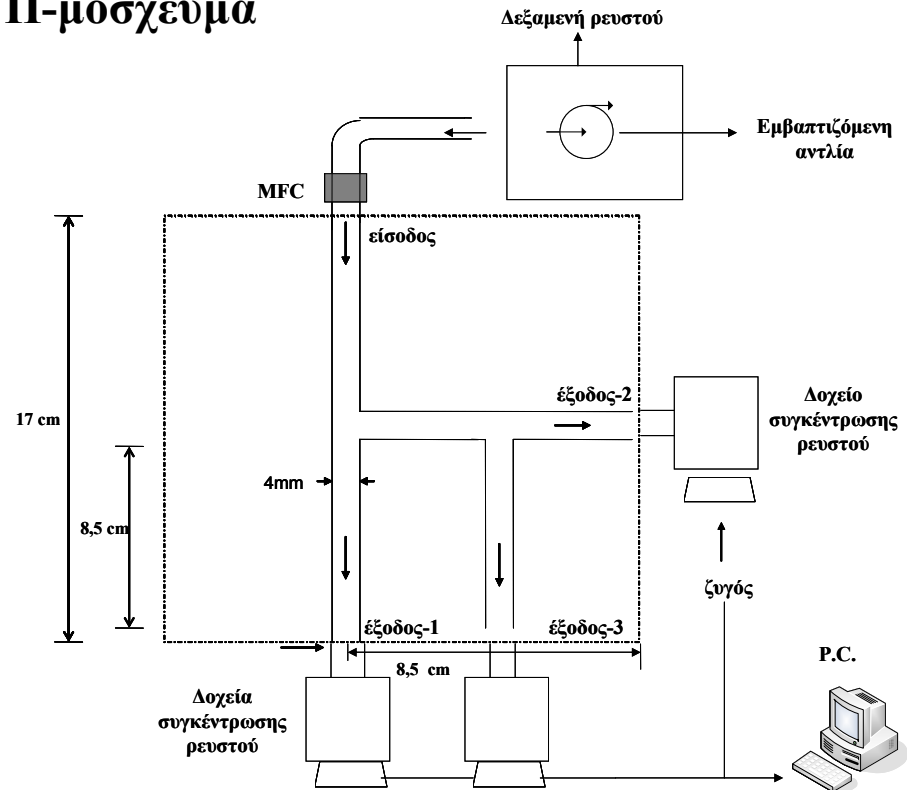 Π-μόσχευμα
Δεξαμενή ρευστού
Εμβαπτιζόμενη
αντλία
MFC
είσοδος
17 cm
έξοδος-2
Δοχείο
συγκέντρωσης
ρευστού
4mm
8,5 cm
ζυγός
έξοδος-1
έξοδος-3
8,5 cm
P.C.
Δοχεία
συγκέντρωσης
ρευστού